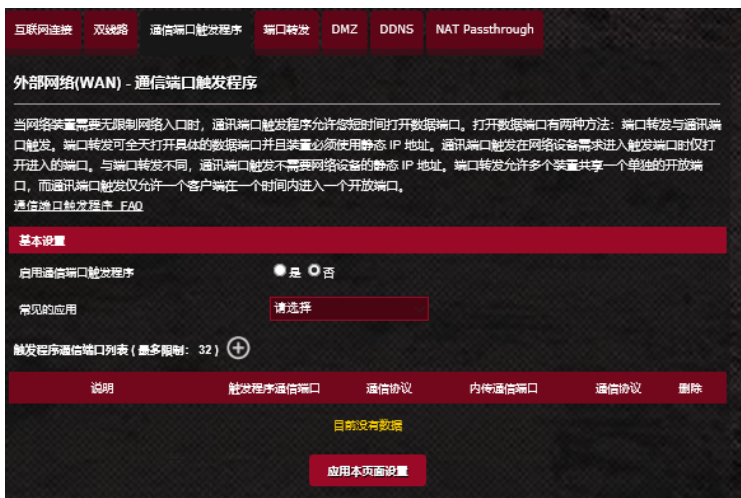 互联网连接 双线路 通信端口触发程序 端口转发 DMZ DDNS NAT Passthrough
外部网络(WAN) - 通信端口触发程序
当网络装置需要无限制网络入口时，通讯端口触发程序允许您短时间打开数据端口。打开数据端口有两种方法：端口转发与通讯端
口触发。端口转发可全天打开具体的数据端口并且装置必须使用静态 IP 地址。通讯端口触发在网络设备需求进入触发端口时仅打
开进入的端口。与端口转发不同，通讯端口触发不需要网络设备的静态 IP 地址。端口转发允许多个装置共享一个单独的开放端
口，而通讯端口触发仅允许一个客户端在一个时间内进入一个开放端口。
通信端口触发程序 FAQ
基本设置
启用通信端口触发程序 是 否
常见的应用 请选择
触发程序通信端口列表 ( 最多限制： 32 )
说明 触发程序通信端口 通信协议 内传通信端口 通信协议 删除
目前没有数据
应用本页面设置